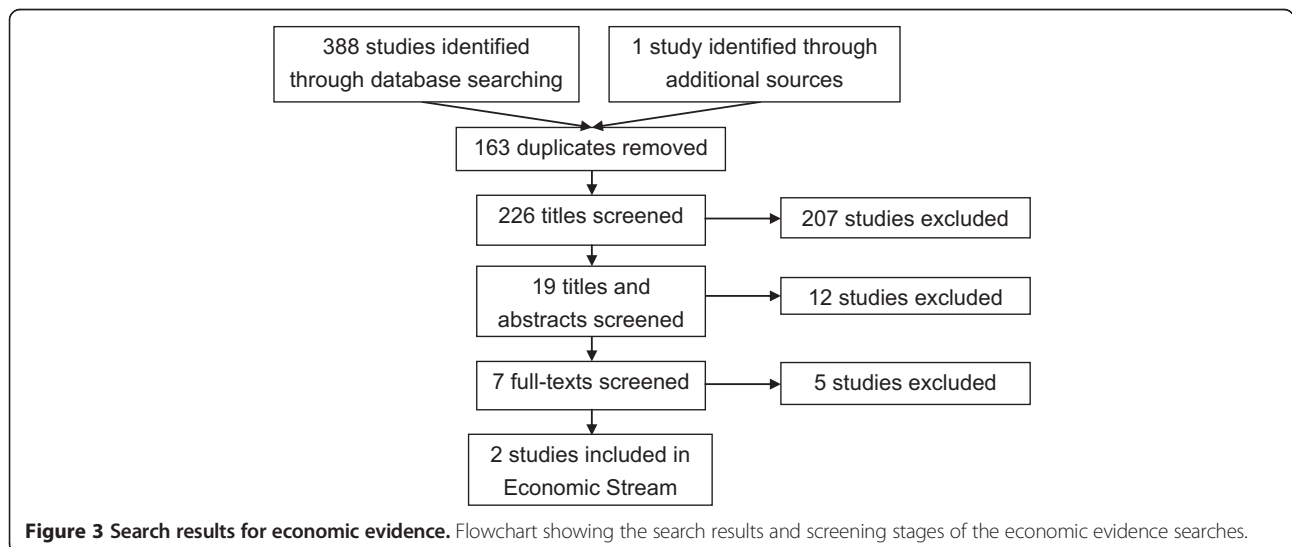 388 studies identified
through database searching
1 study identified through
additional sources
163 duplicates removed
226 titles screened
207 studies excluded
19 titles and
abstracts screened
12 studies excluded
7 full-texts screened
5 studies excluded
2 studies included in
Economic Stream
Figure 3 Search results for economic evidence. Flowchart showing the search results and screening stages of the economic evidence searches.